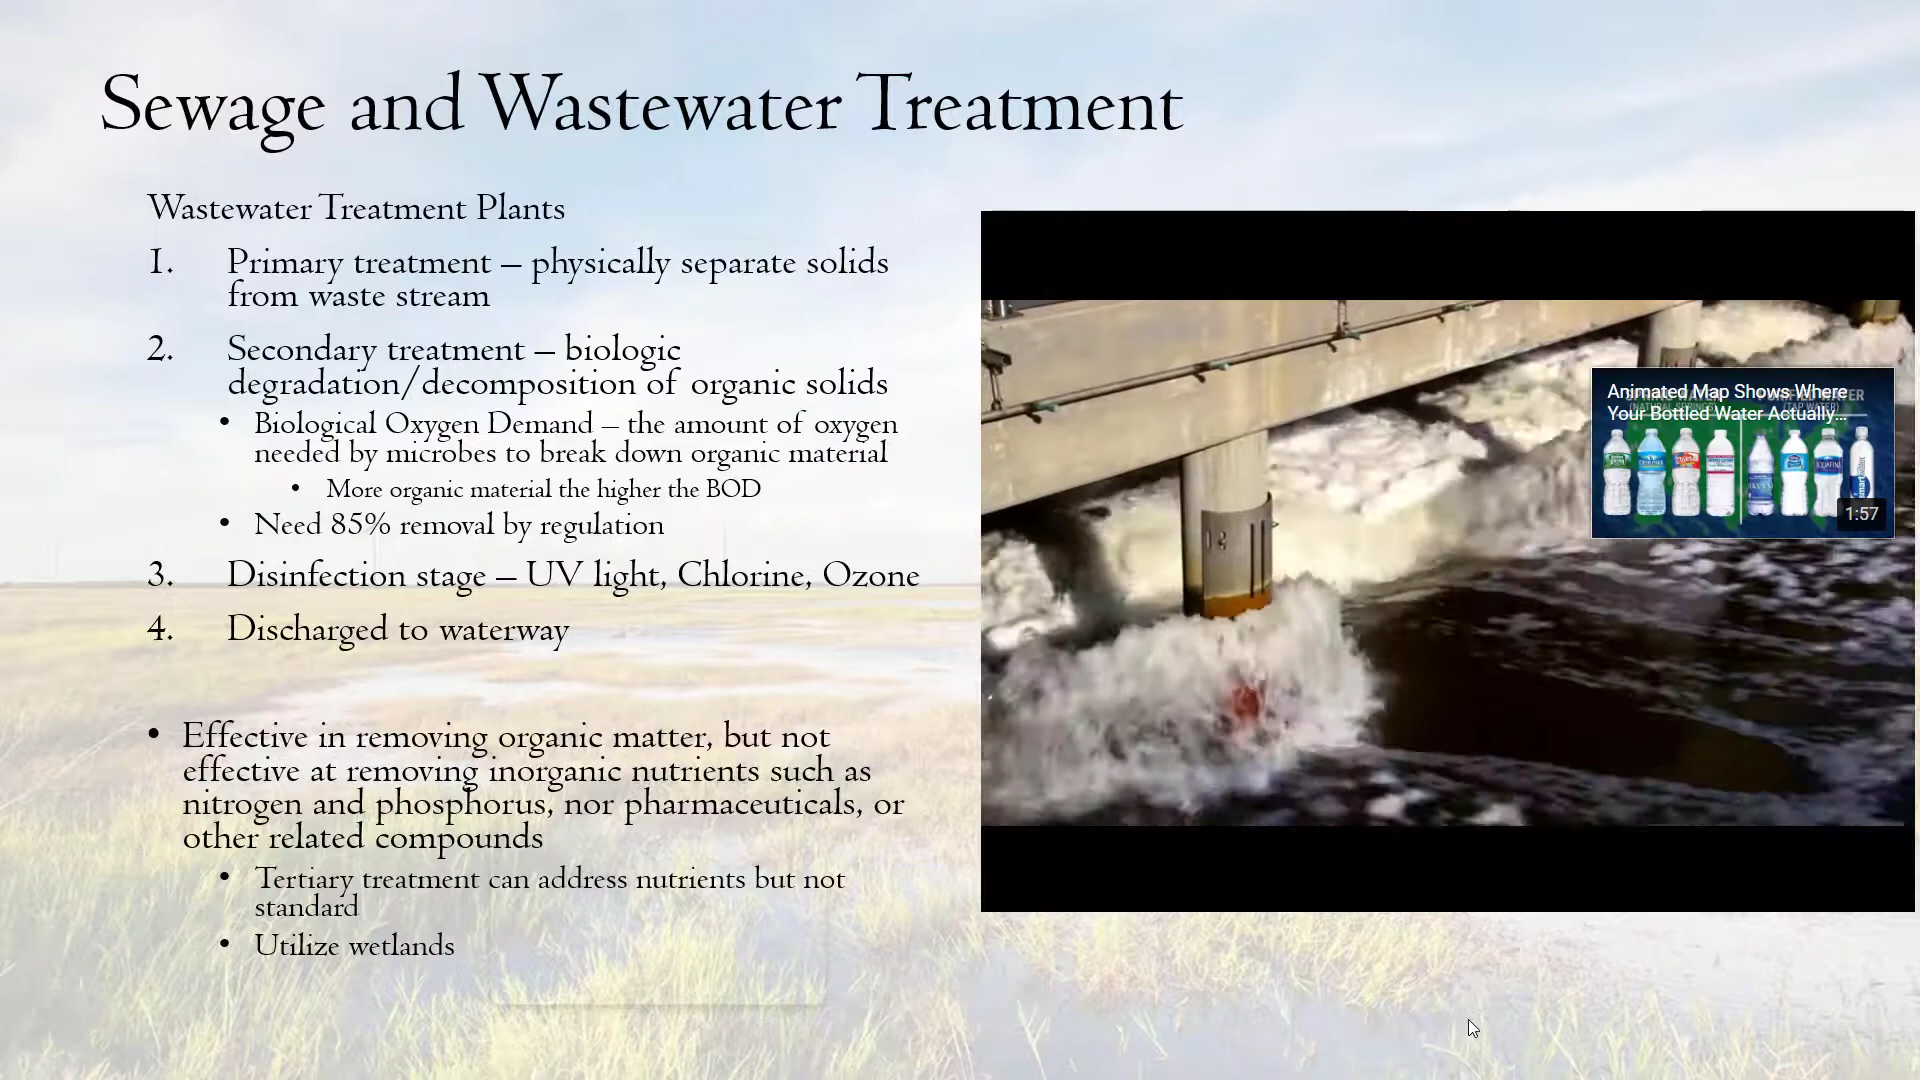 Sewage and Wastewater Treatment
Wastewater Treatment Plants
1. Primary treatment – physically separate solids
from waste stream
2. Secondary treatment – biologic
degradation/decomposition of organic solids
• Biological Oxygen Demand – the amount of oxygen
needed by microbes to break down organic material
• More organic material the higher the BOD
• Need 85% removal by regulation
3. Disinfection stage – UV light, Chlorine, Ozone
4. Discharged to waterway
• Effective in removing organic matter, but not
effective at removing inorganic nutrients such as
nitrogen and phosphorus, nor pharmaceuticals, or
other related compounds
• Tertiary treatment can address nutrients but not
standard
• Utilize wetlands
Animated Map Shows Where
Your Bottled Water Actually...
1:57